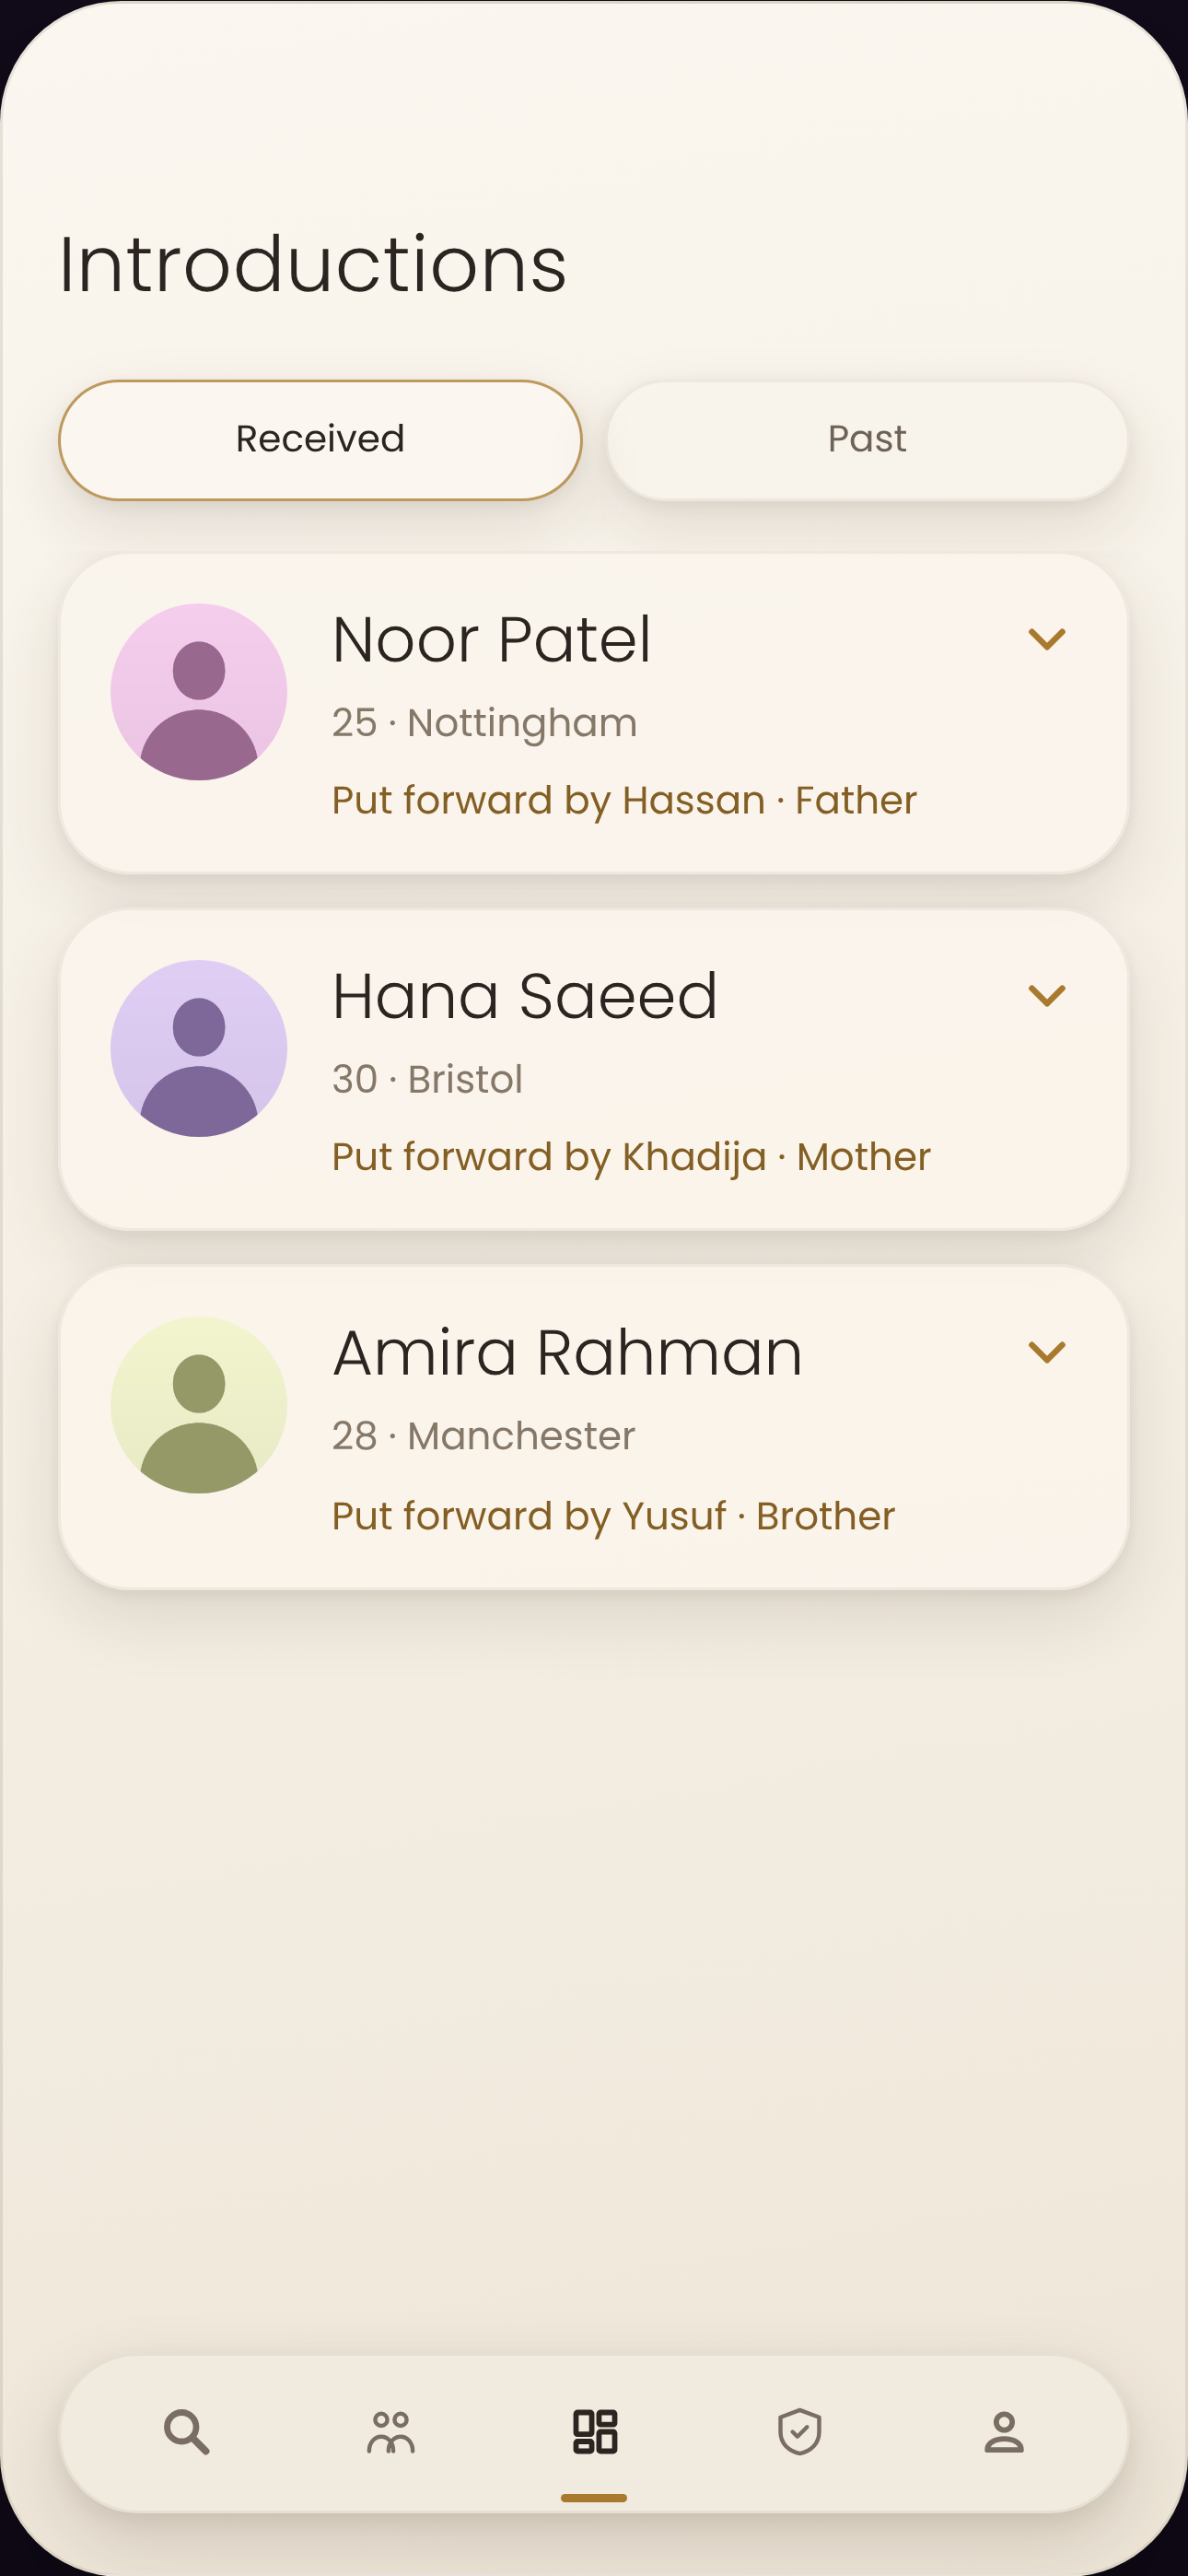 Introductions
Received
Past
Noor Patel
25 · Nottingham
Put forward by Hassan · Father
Hana Saeed
30 · Bristol
Put forward by Khadija · Mother
Amira Rahman
28 · Manchester
Put forward by Yusuf · Brother